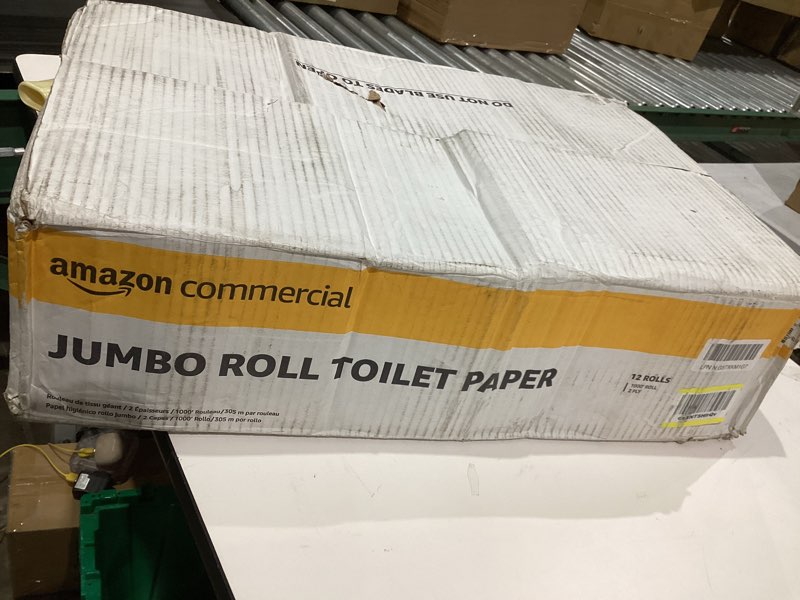 DO NOT USE BLADES TO OPEN
amazon commercial
JUMBO ROLL TOILET PAPER
12 ROLLS
1000' ROLL,
2 PLY
Rouleau de tissu géant / 2 Épaisseurs / 1000' Rouleau/305 m par rouleau
Papel higiénico rollo jumbo / 2 Capas / 1000' Rollo/305 m por rollo